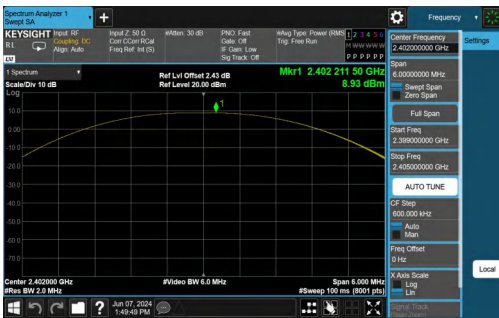 Spectrum Analyzer 1
Swept SA
+
Frequency
KEYSIGHT
RL
Input: RF
Coupling: DC
Align: Auto
Input Z: 50 Ω
Corr CCorr RCal
Freq Ref: Int (S)
#Atten: 30 dB
PNO: Fast
Gate: Off
IF Gain: Low
Sig Track: Off
#Avg Type: Power (RMS
Trig: Free Run
1 2 3 4 5 6
M W W W W W
P P P P P P
LXI
1 Spectrum
Scale/Div 10 dB
Log
Ref Lvl Offset 2.43 dB
Ref Level 20.00 dBm
Mkr1 2.402 211 50 GHz
8.93 dBm
1
10.0
0.00
-10.0
-20.0
-30.0
-40.0
-50.0
-60.0
-70.0
Center 2.402000 GHz
#Res BW 2.0 MHz
#Video BW 6.0 MHz
Span 6.000 MHz
#Sweep 100 ms (8001 pts)
Center Frequency
2.402000000 GHz
Settings
Span
6.00000000 MHz
Swept Span
Zero Span
Full Span
Start Freq
2.399000000 GHz
Stop Freq
2.405000000 GHz
AUTO TUNE
CF Step
600.000 kHz
Auto
Man
Freq Offset
0 Hz
X Axis Scale
Log
Lin
Local
Signal Track
?
Jun 07, 2024
1:49:49 PM